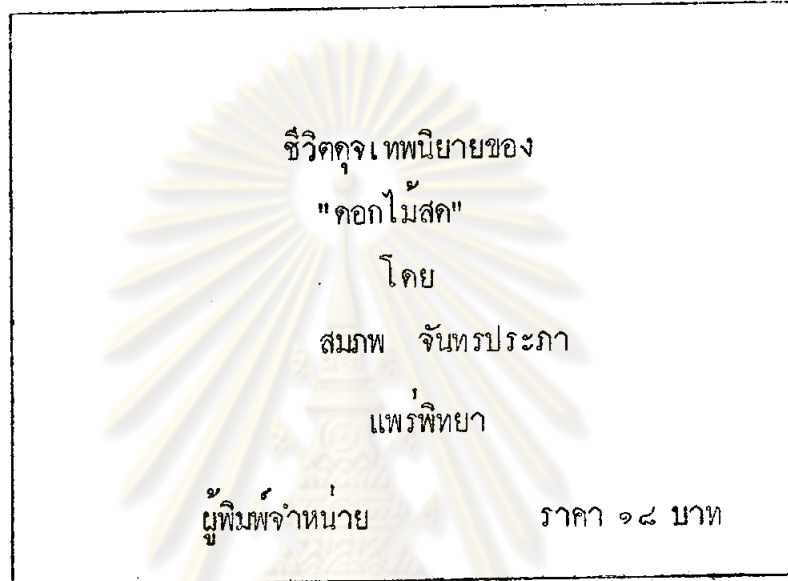 ชีวิตดุจเทพนิยายของ
"ดอกไม้สด"
โดย
สมภพ จันทรประภา
แพร่พิทยา
ผู้พิมพ์จำหน่าย ราคา ๑๘ บาท